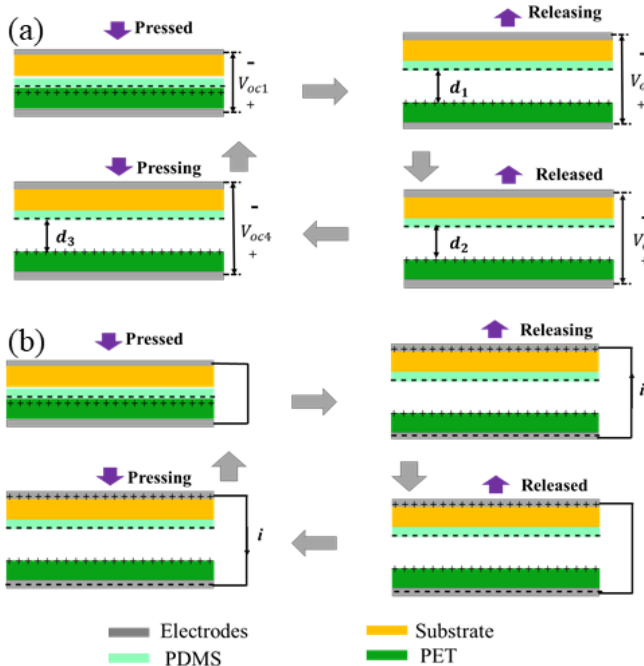 (a)
Pressed
Releasing
-
V_oc1
+
d_1
-
+
Pressing
Released
-
V_oc4
+
d_3
-
d_2
+
(b)
Pressed
Releasing
i
Pressing
Released
i
Electrodes
Substrate
PDMS
PET